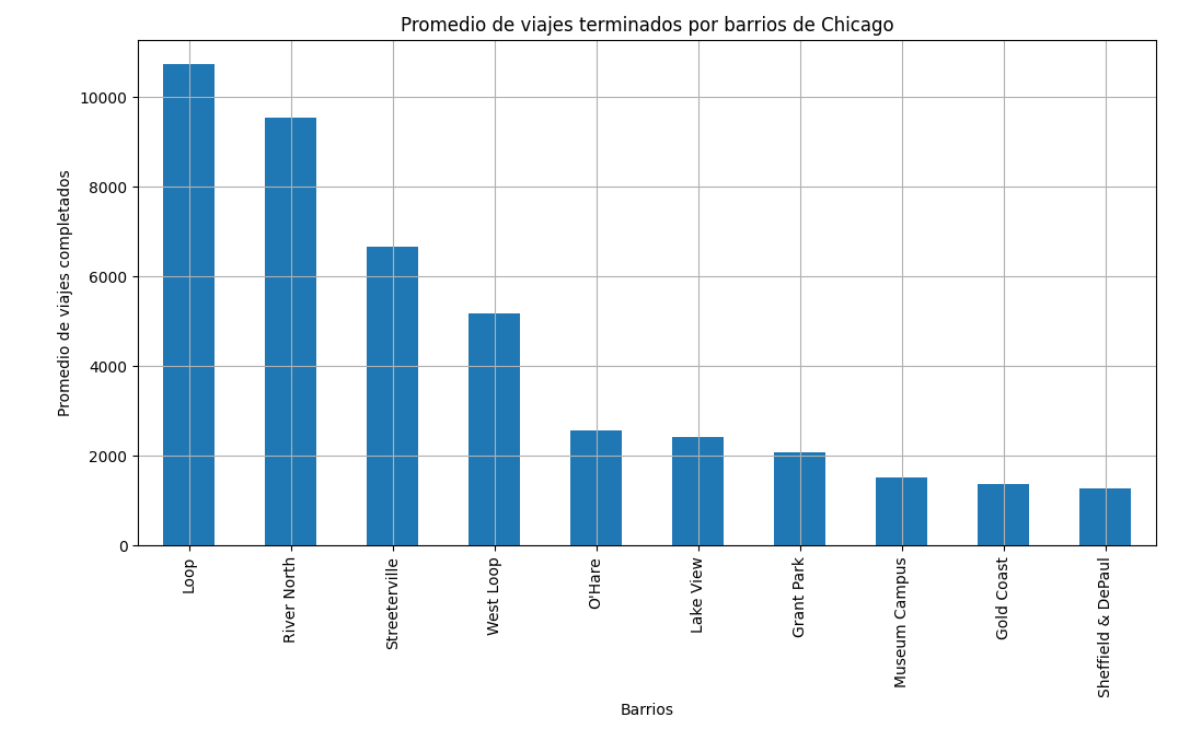 Promedio de viajes terminados por barrios de Chicago
Promedio de viajes completados
10000
8000
6000
4000
2000
0
Loop
River North
Streeterville
West Loop
O'Hare
Lake View
Grant Park
Museum Campus
Gold Coast
Sheffield & DePaul
Barrios